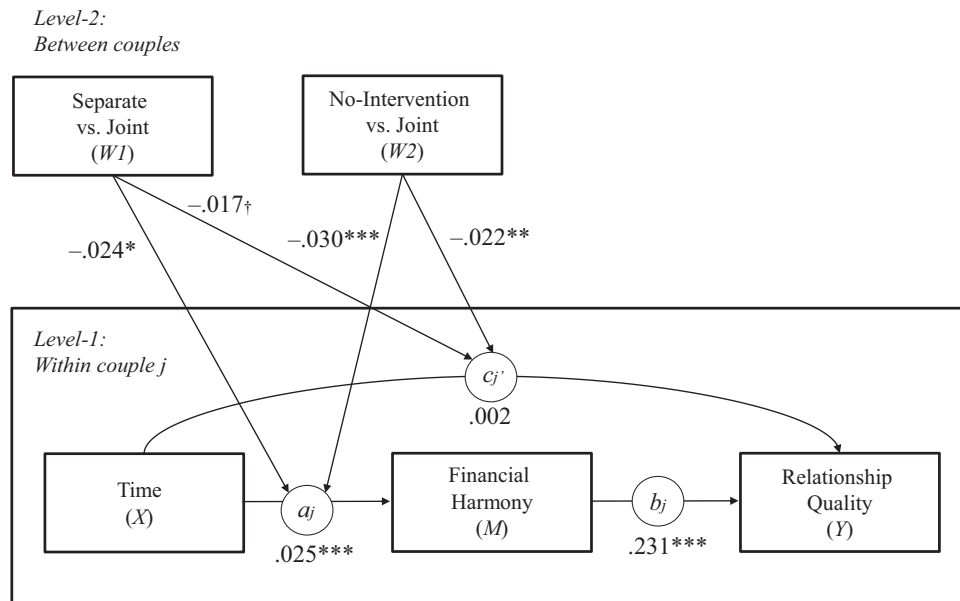 Level-2:
Between couples
Separate
vs. Joint
(W1)
No-Intervention
vs. Joint
(W2)
–.017†
–.024*
–.030***
–.022**
Level-1:
Within couple j
cj’
.002
Time
(X)
aj
.025***
Financial
Harmony
(M)
bj
.231***
Relationship
Quality
(Y)